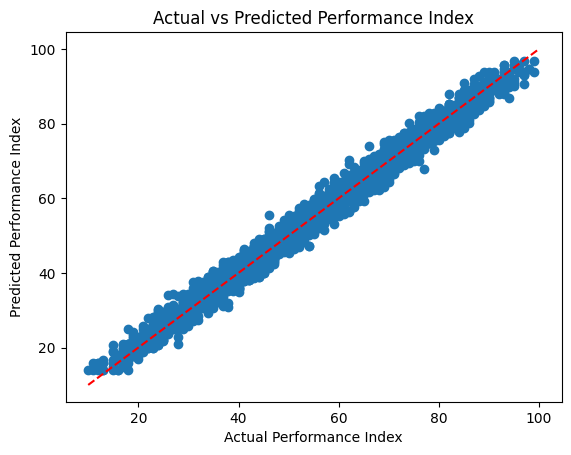 Actual vs Predicted Performance Index
Predicted Performance Index
100
80
60
40
20
20 40 60 80 100
Actual Performance Index